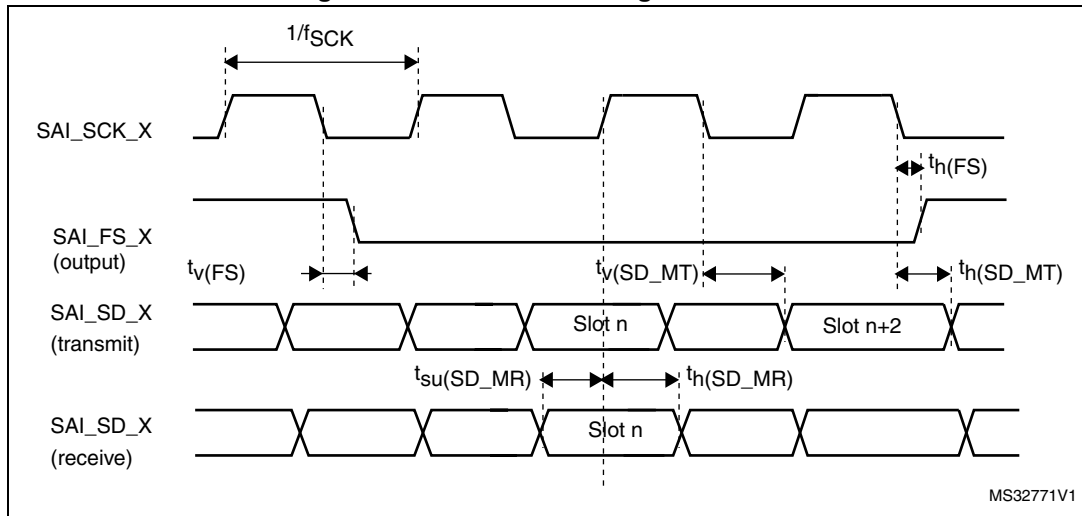 1/fSCK
SAI_SCK_X
th(FS)
SAI_FS_X
(output)
tv(FS)
tv(SD_MT)
th(SD_MT)
SAI_SD_X
(transmit)
Slot n
Slot n+2
tsu(SD_MR)
th(SD_MR)
SAI_SD_X
(receive)
Slot n
MS32771V1